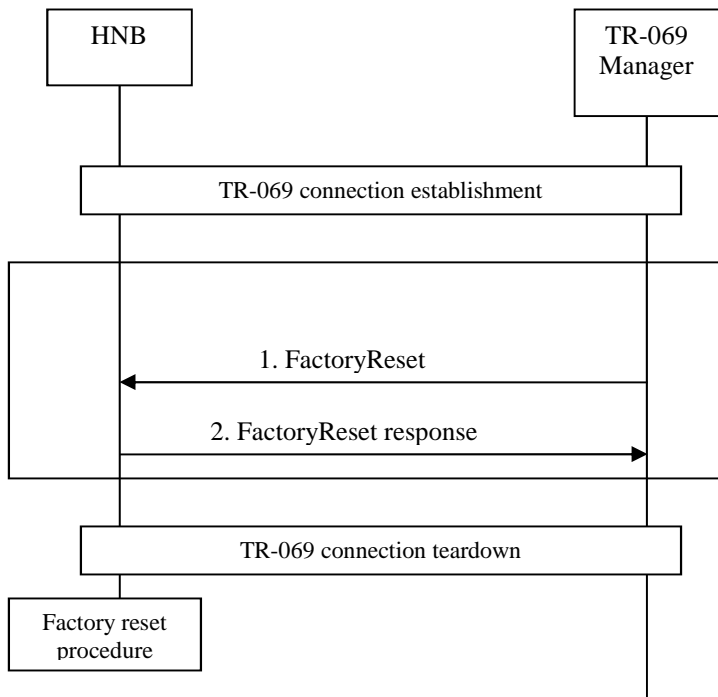 HNB
TR-069
Manager
TR-069 connection establishment
1. FactoryReset
2. FactoryReset response
TR-069 connection teardown
Factory reset
procedure